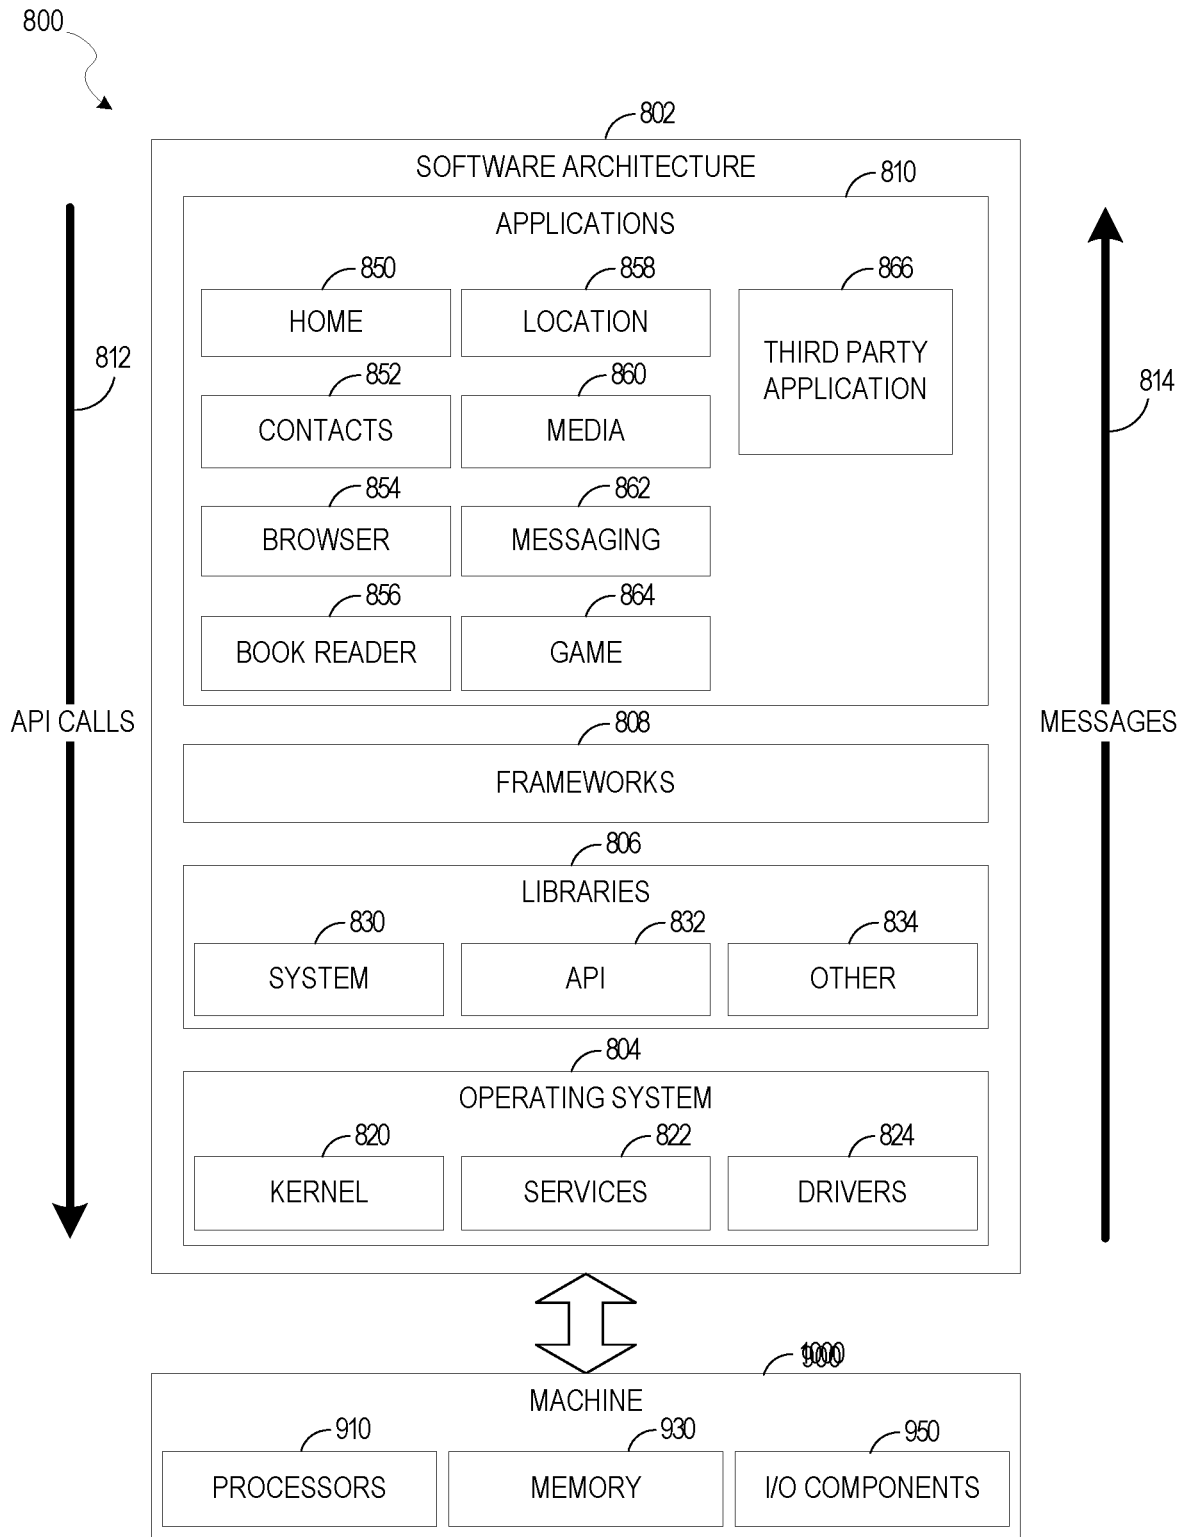 800
802
SOFTWARE ARCHITECTURE
810
APPLICATIONS
850
858
866
HOME
LOCATION
THIRD PARTY
APPLICATION
812
852
860
814
CONTACTS
MEDIA
854
862
BROWSER
MESSAGING
856
864
BOOK READER
GAME
API CALLS
MESSAGES
808
FRAMEWORKS
806
LIBRARIES
830
832
834
SYSTEM
API
OTHER
804
OPERATING SYSTEM
820
822
824
KERNEL
SERVICES
DRIVERS
MACHINE
910
930
950
PROCESSORS
MEMORY
I/O COMPONENTS